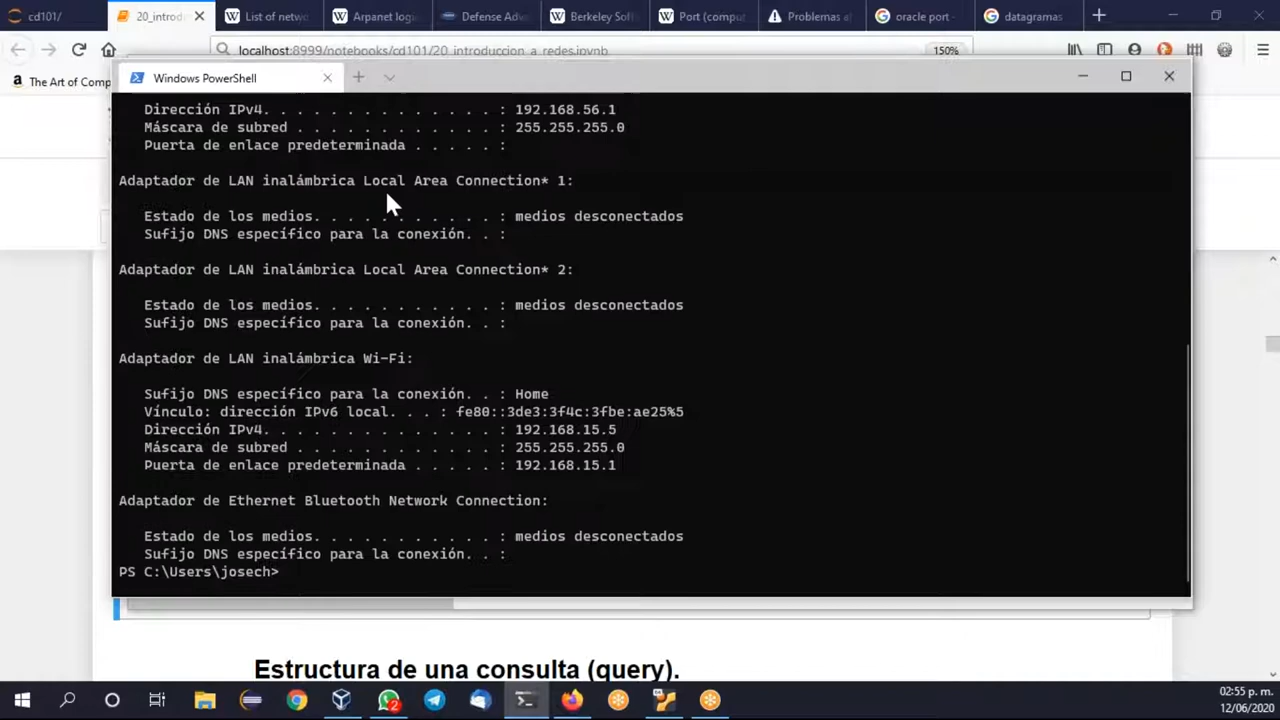 cd101/
20_introd
List of netwo
Arpanet logi
Defense Adv
Berkeley Sof
Port (comput
Problemas al
oracle port -
datagramas
localhost:8999/notebooks/cd101/20_introduccion_a_redes.ipynb
150%
The Art of Comp
Windows PowerShell
Dirección IPv4. . . . . . . . . . . . . . : 192.168.56.1
Máscara de subred . . . . . . . . . . . . : 255.255.255.0
Puerta de enlace predeterminada . . . . . :
Adaptador de LAN inalámbrica Local Area Connection* 1:
Estado de los medios. . . . . . . . . . . : medios desconectados
Sufijo DNS específico para la conexión. . :
Adaptador de LAN inalámbrica Local Area Connection* 2:
Estado de los medios. . . . . . . . . . . : medios desconectados
Sufijo DNS específico para la conexión. . :
Adaptador de LAN inalámbrica Wi-Fi:
Sufijo DNS específico para la conexión. . : Home
Vínculo: dirección IPv6 local. . . : fe80::3de3:3f4c:3fbe:ae25%5
Dirección IPv4. . . . . . . . . . . . . . : 192.168.15.5
Máscara de subred . . . . . . . . . . . . : 255.255.255.0
Puerta de enlace predeterminada . . . . . : 192.168.15.1
Adaptador de Ethernet Bluetooth Network Connection:
Estado de los medios. . . . . . . . . . . : medios desconectados
Sufijo DNS específico para la conexión. . :
PS C:\Users\josech>
Estructura de una consulta (query).
2
02:55 p. m.
12/06/2020